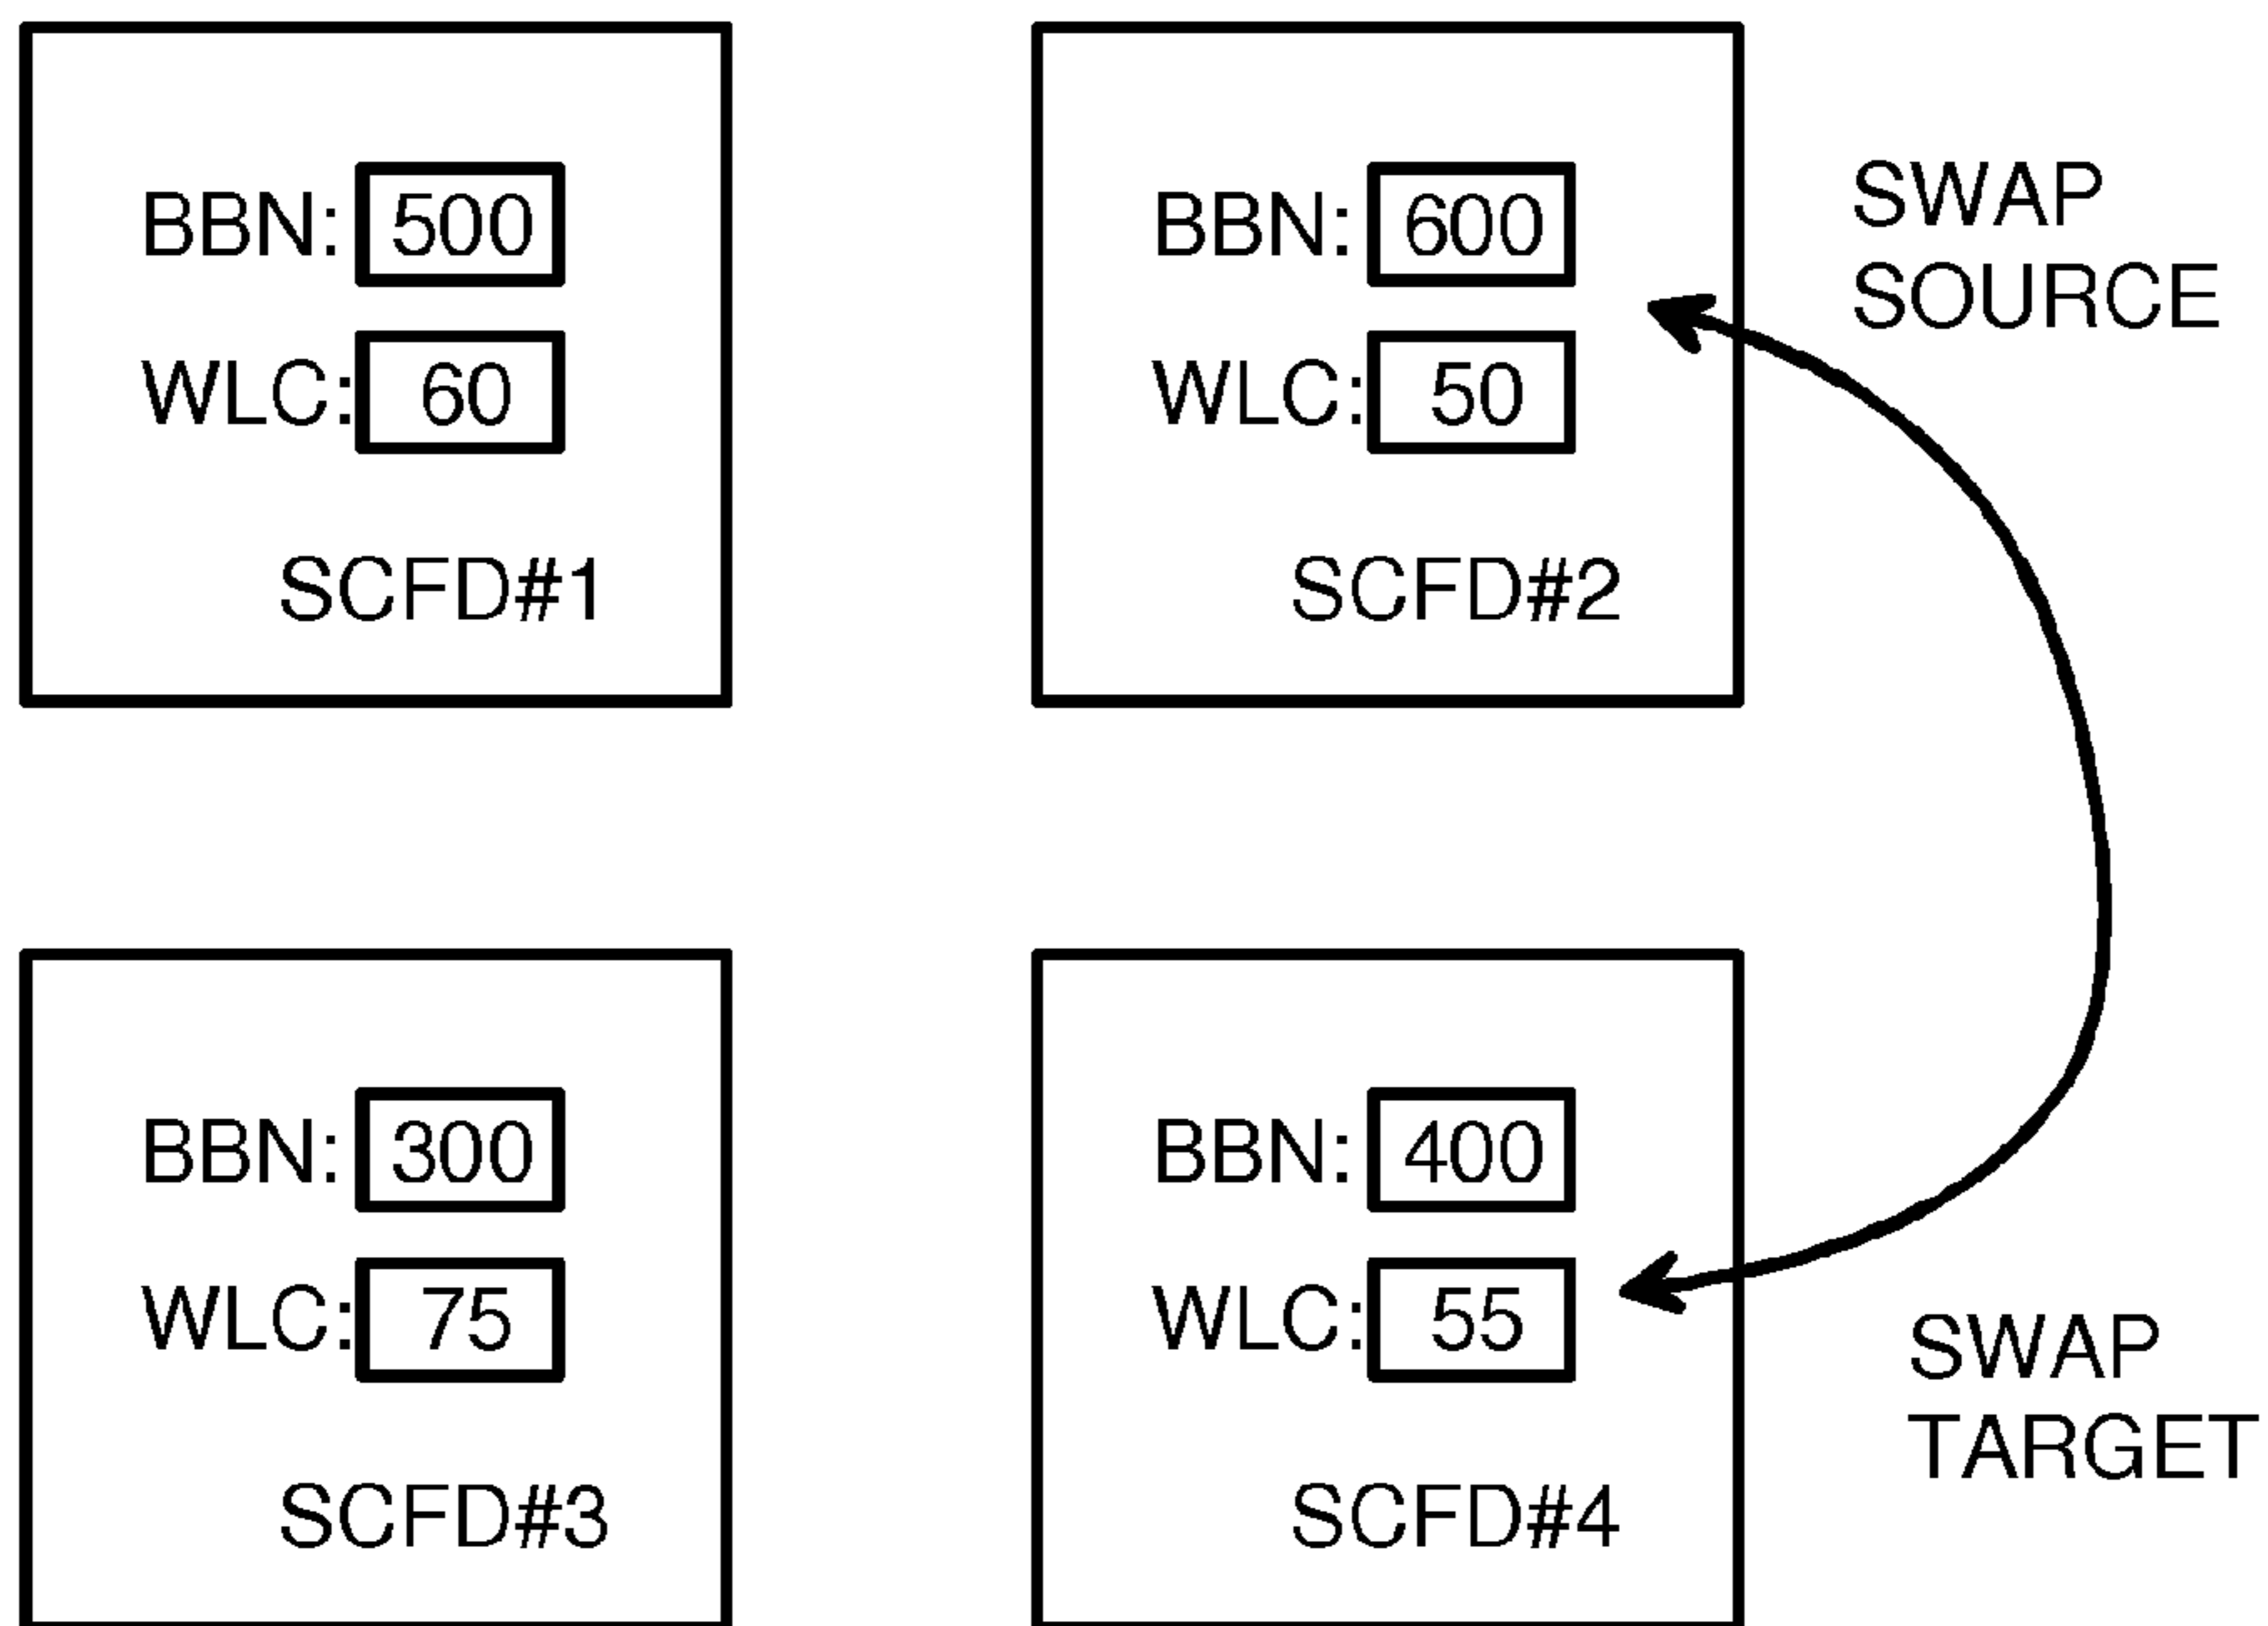 BBN: 500
WLC: 60
SCFD#1
BBN: 600
WLC: 50
SCFD#2
SWAP
SOURCE
BBN: 300
WLC: 75
SCFD#3
BBN: 400
WLC: 55
SCFD#4
SWAP
TARGET